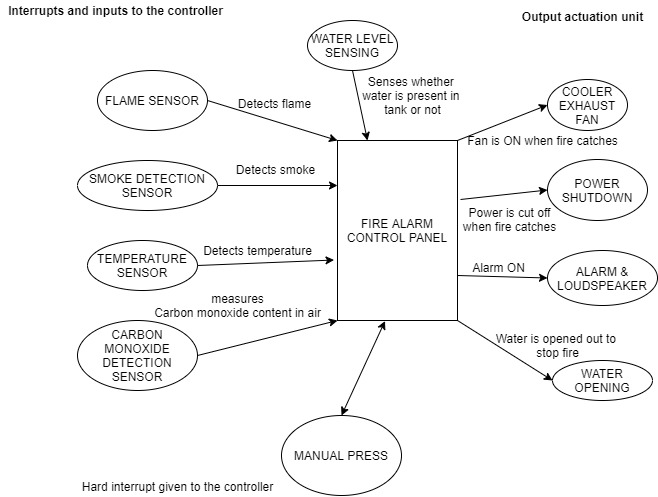 Interrupts and inputs to the controller
Output actuation unit
WATER LEVEL
SENSING
Senses whether
water is present in
tank or not
FLAME SENSOR
Detects flame
COOLER
EXHAUST
FAN
Fan is ON when fire catches
SMOKE DETECTION
SENSOR
Detects smoke
FIRE ALARM
CONTROL PANEL
POWER
SHUTDOWN
Power is cut off
when fire catches
TEMPERATURE
SENSOR
Detects temperature
Alarm ON
ALARM &
LOUDSPEAKER
measures
Carbon monoxide content in air
CARBON
MONOXIDE
DETECTION
SENSOR
Water is opened out to
stop fire
WATER
OPENING
MANUAL PRESS
Hard interrupt given to the controller